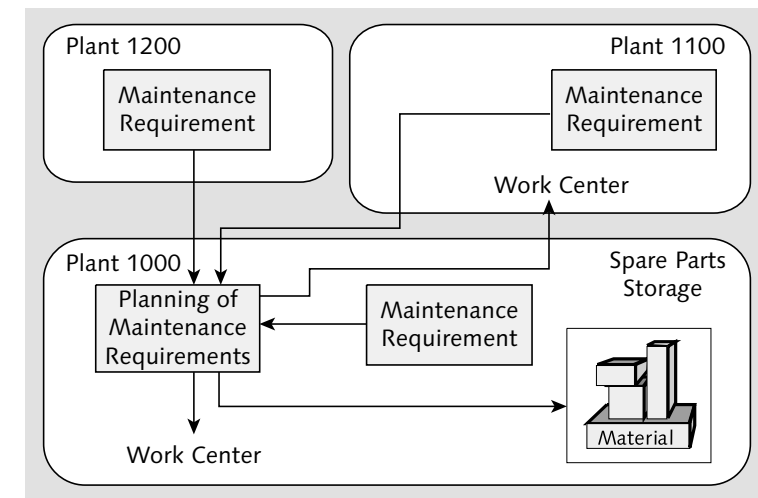 Plant 1200
Maintenance
Requirement
Plant 1100
Maintenance
Requirement
Work Center
Plant 1000
Planning of
Maintenance
Requirements
Maintenance
Requirement
Spare Parts
Storage
Material
Work Center